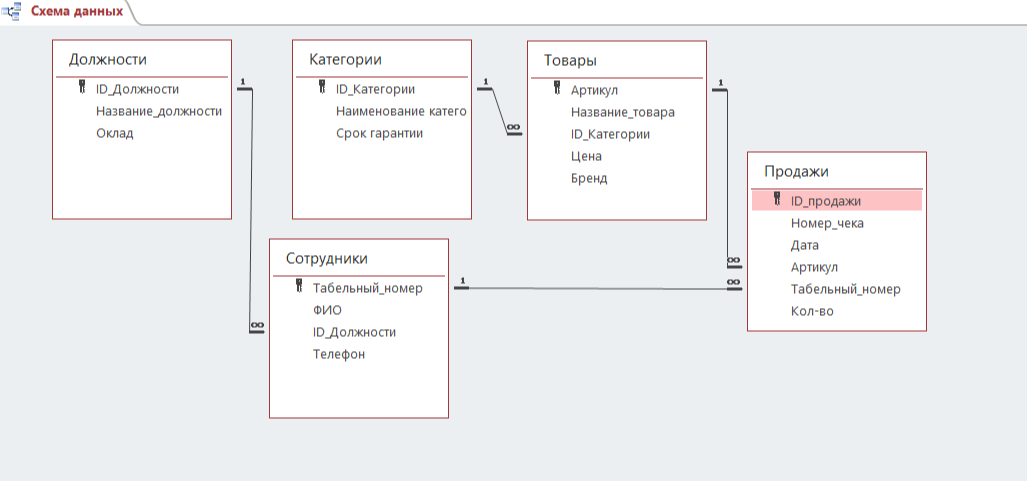 Схема данных
Должности
ID_Должности
Название_должности
Оклад
1
Категории
ID_Категории
Наименование катего
Срок гарантии
1
∞
Товары
Артикул
Название_товара
ID_Категории
Цена
Бренд
1
Сотрудники
Табельный_номер
ФИО
ID_Должности
Телефон
∞
1
Продажи
ID_продажи
Номер_чека
Дата
Артикул
Табельный_номер
Кол-во
∞
∞